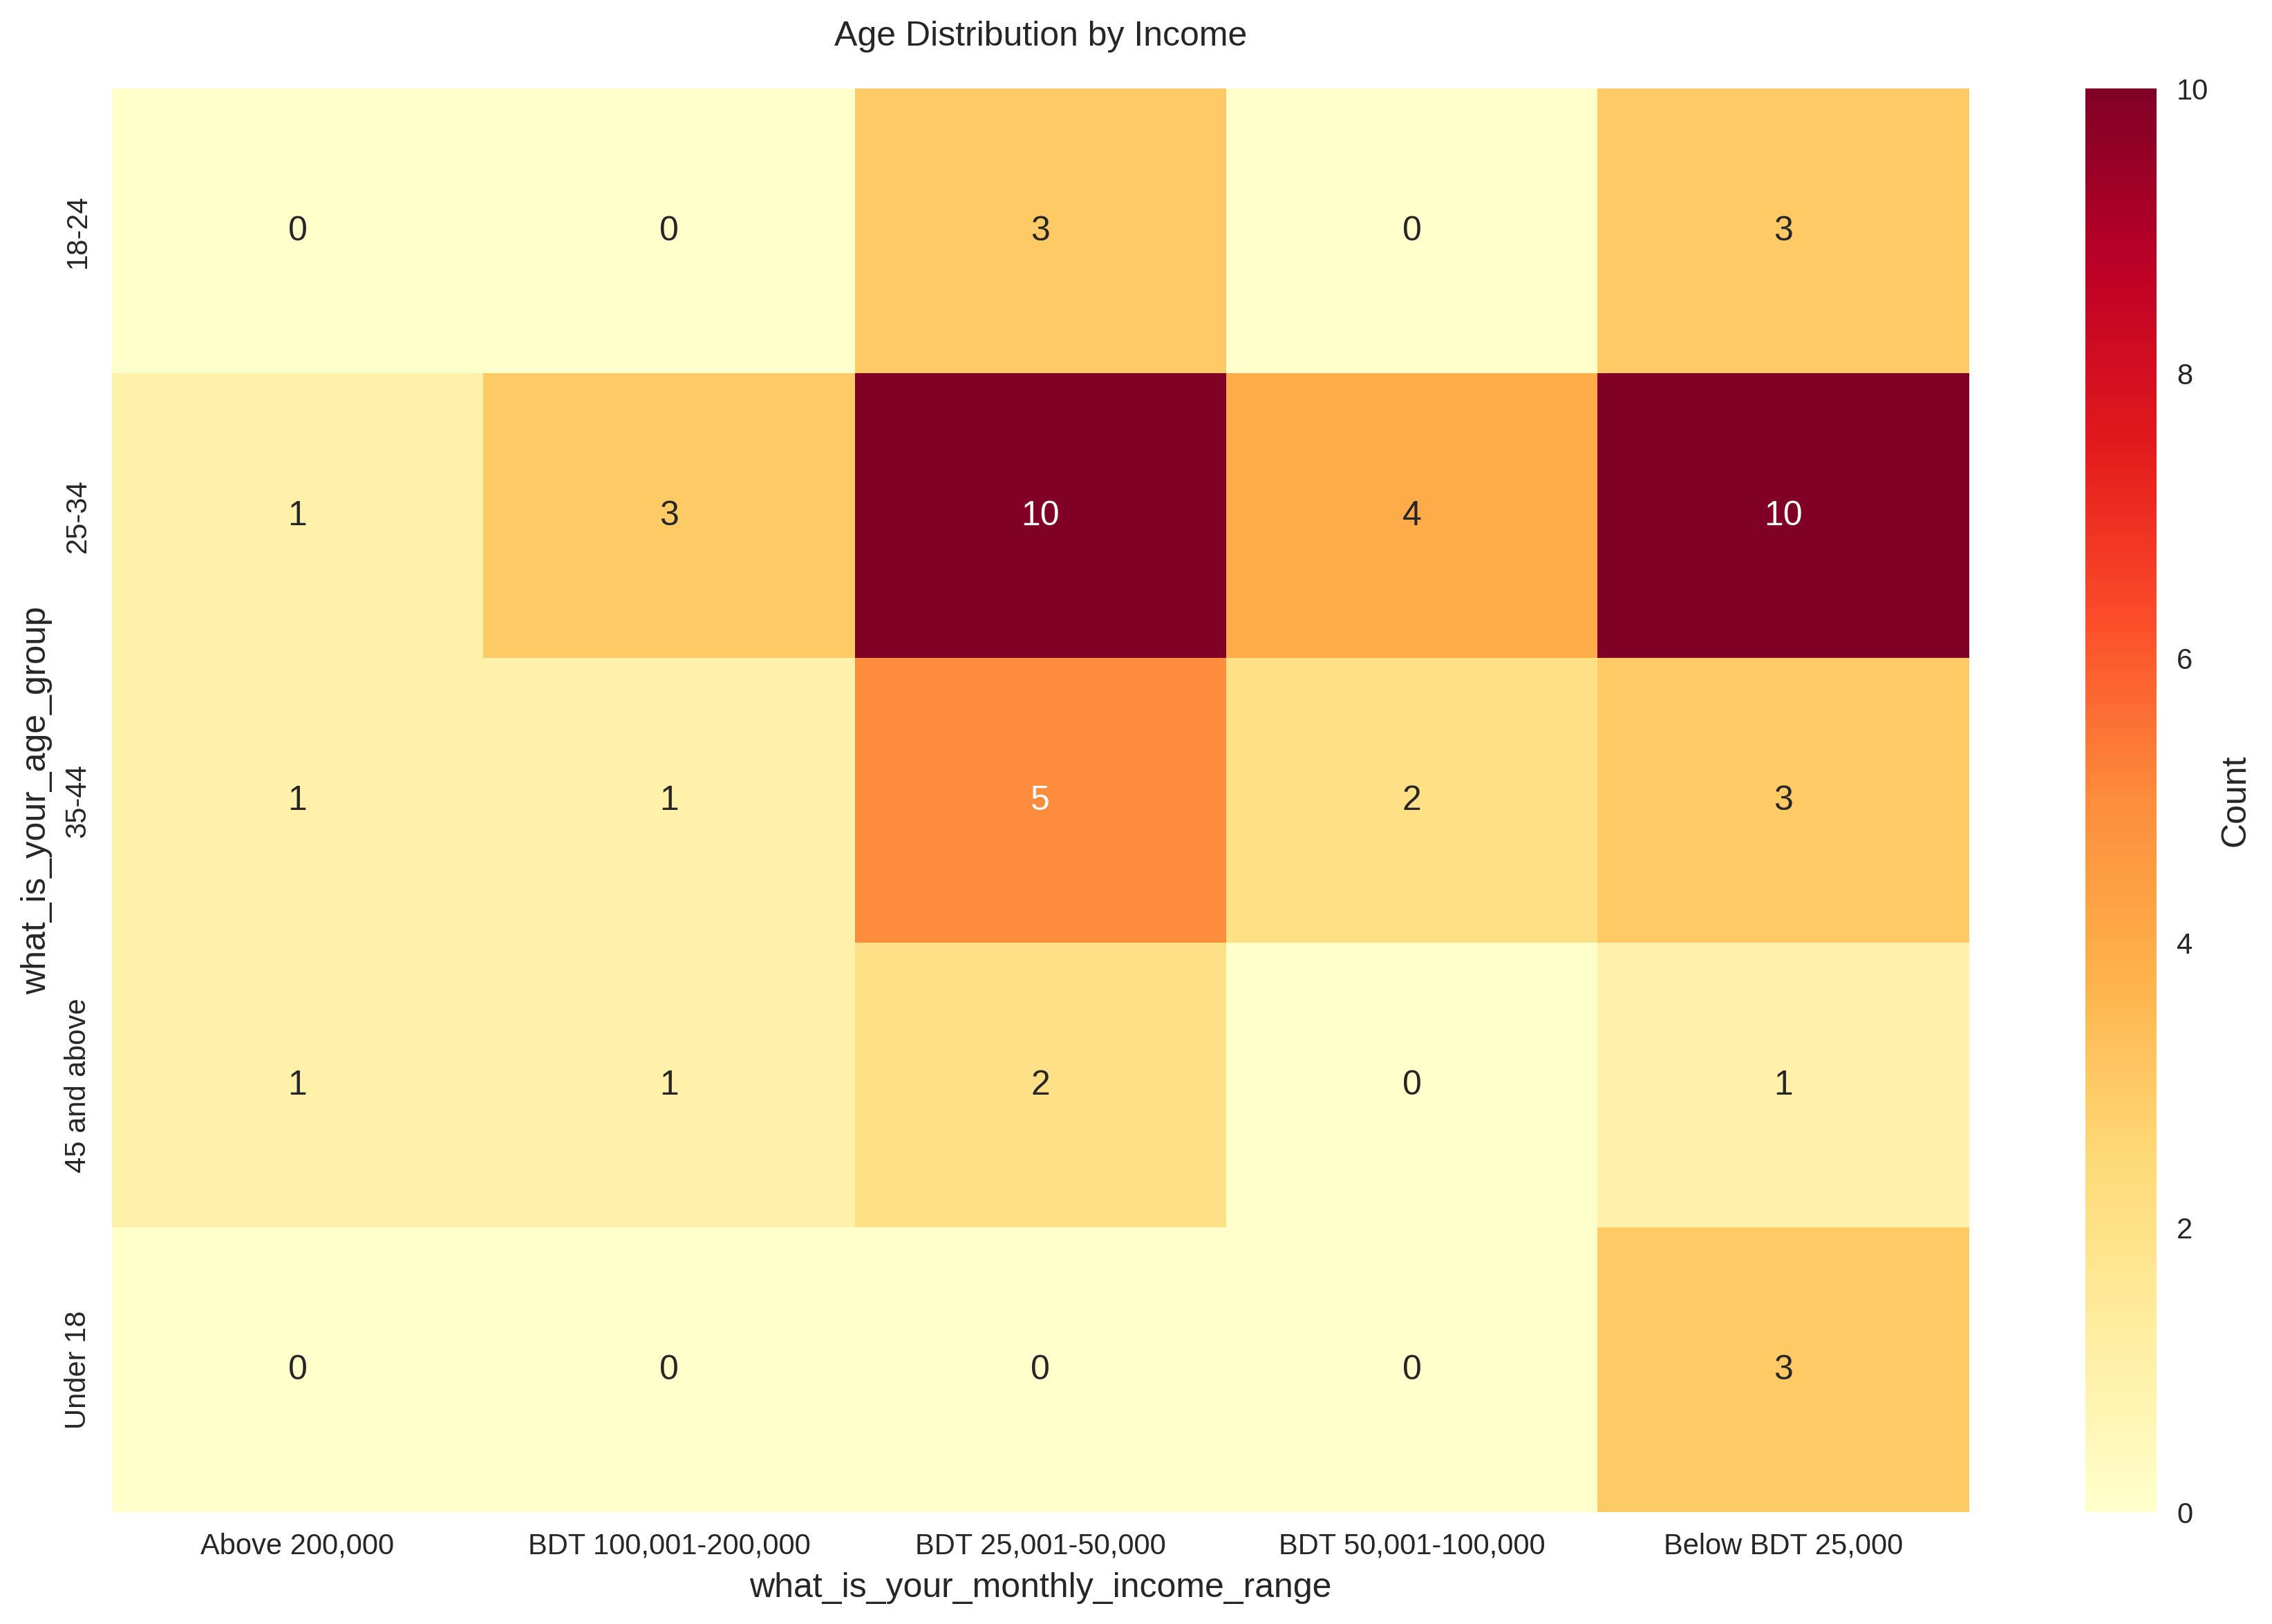 Age Distribution by Income
what_is_your_age_group
18-24
0 0 3 0 3
25-34
1 3 10 4 10
35-44
1 1 5 2 3
45 and above
1 1 2 0 1
Under 18
0 0 0 0 3
Above 200,000 BDT 100,001-200,000 BDT 25,001-50,000 BDT 50,001-100,000 Below BDT 25,000
what_is_your_monthly_income_range
10
8
6
4
2
0
Count